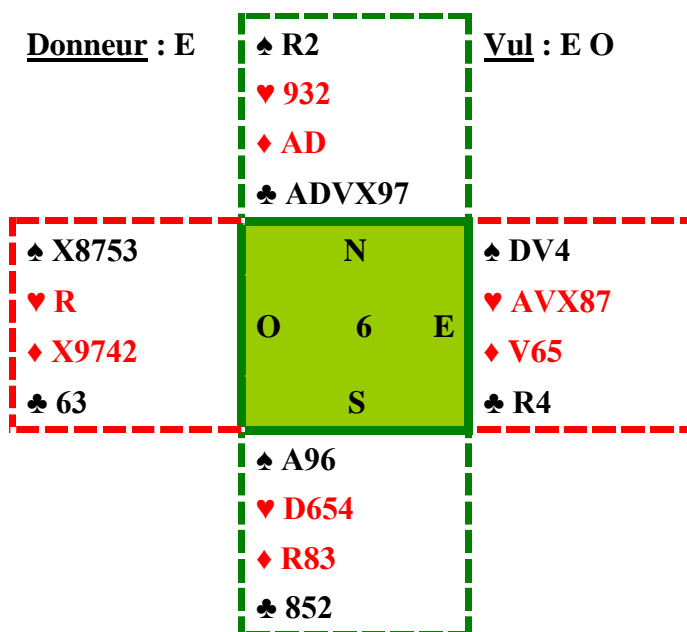 Donneur : E
♠ R2
Vul : E O
♥ 932
♦ AD
♣ ADVX97
♠ X8753
N
♠ DV4
♥ R
♥ AVX87
O 6 E
♦ X9742
♦ V65
♣ 63
S
♣ R4
♠ A96
♥ D654
♦ R83
♣ 852